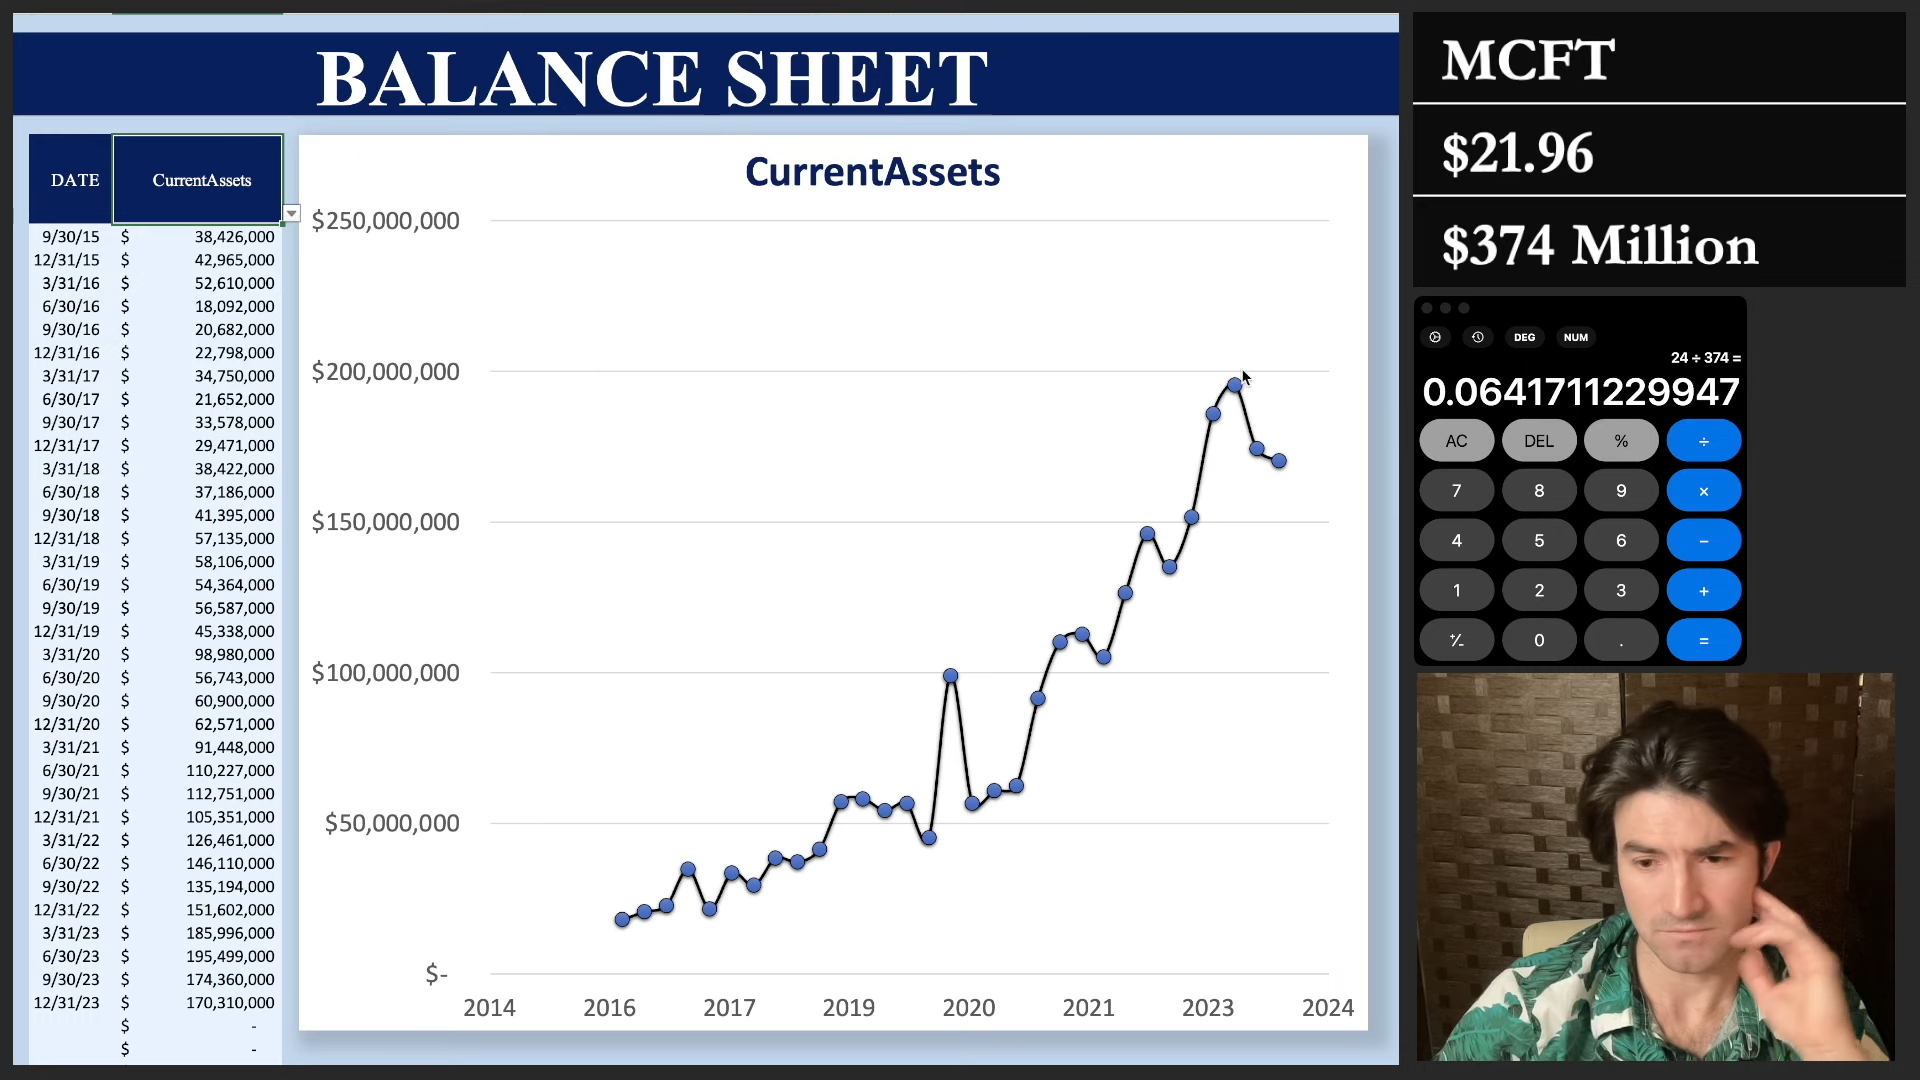 BALANCE SHEET
DATE CurrentAssets
9/30/15 $ 38,426,000
12/31/15 $ 42,965,000
3/31/16 $ 52,610,000
6/30/16 $ 18,092,000
9/30/16 $ 20,682,000
12/31/16 $ 22,798,000
3/31/17 $ 34,750,000
6/30/17 $ 21,652,000
9/30/17 $ 33,578,000
12/31/17 $ 29,471,000
3/31/18 $ 38,422,000
6/30/18 $ 37,186,000
9/30/18 $ 41,395,000
12/31/18 $ 57,135,000
3/31/19 $ 58,106,000
6/30/19 $ 54,364,000
9/30/19 $ 56,587,000
12/31/19 $ 45,338,000
3/31/20 $ 98,980,000
6/30/20 $ 56,743,000
9/30/20 $ 60,900,000
12/31/20 $ 62,571,000
3/31/21 $ 91,448,000
6/30/21 $ 110,227,000
9/30/21 $ 112,751,000
12/31/21 $ 105,351,000
3/31/22 $ 126,461,000
6/30/22 $ 146,110,000
9/30/22 $ 135,194,000
12/31/22 $ 151,602,000
3/31/23 $ 185,996,000
6/30/23 $ 195,499,000
9/30/23 $ 174,360,000
12/31/23 $ 170,310,000
$ -
$ -
CurrentAssets
$250,000,000
$200,000,000
$150,000,000
$100,000,000
$50,000,000
$-
2014 2016 2017 2019 2020 2021 2023 2024
MCFT
$21.96
$374 Million
DEG NUM
24 ÷ 374 =
0.0641711229947
AC DEL % ÷
7 8 9 ×
4 5 6 −
1 2 3 +
+/- 0 . =